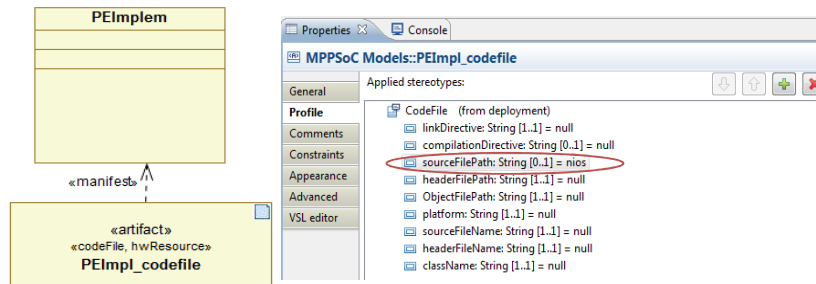 PEImplem
«manifest»
«artifact»
«codeFile, hwResource»
PEImpl_codefile
Properties
Console
MPPSoC Models::PEImpl_codefile
General
Profile
Comments
Constraints
Appearance
Advanced
VSL editor
Applied stereotypes:
CodeFile (from deployment)
linkDirective: String [1..1] = null
compilationDirective: String [0..1] = null
sourceFilePath: String [0..1] = nios
headerFilePath: String [1..1] = null
ObjectFilePath: String [1..1] = null
platform: String [1..1] = null
sourceFileName: String [1..1] = null
headerFileName: String [1..1] = null
className: String [1..1] = null